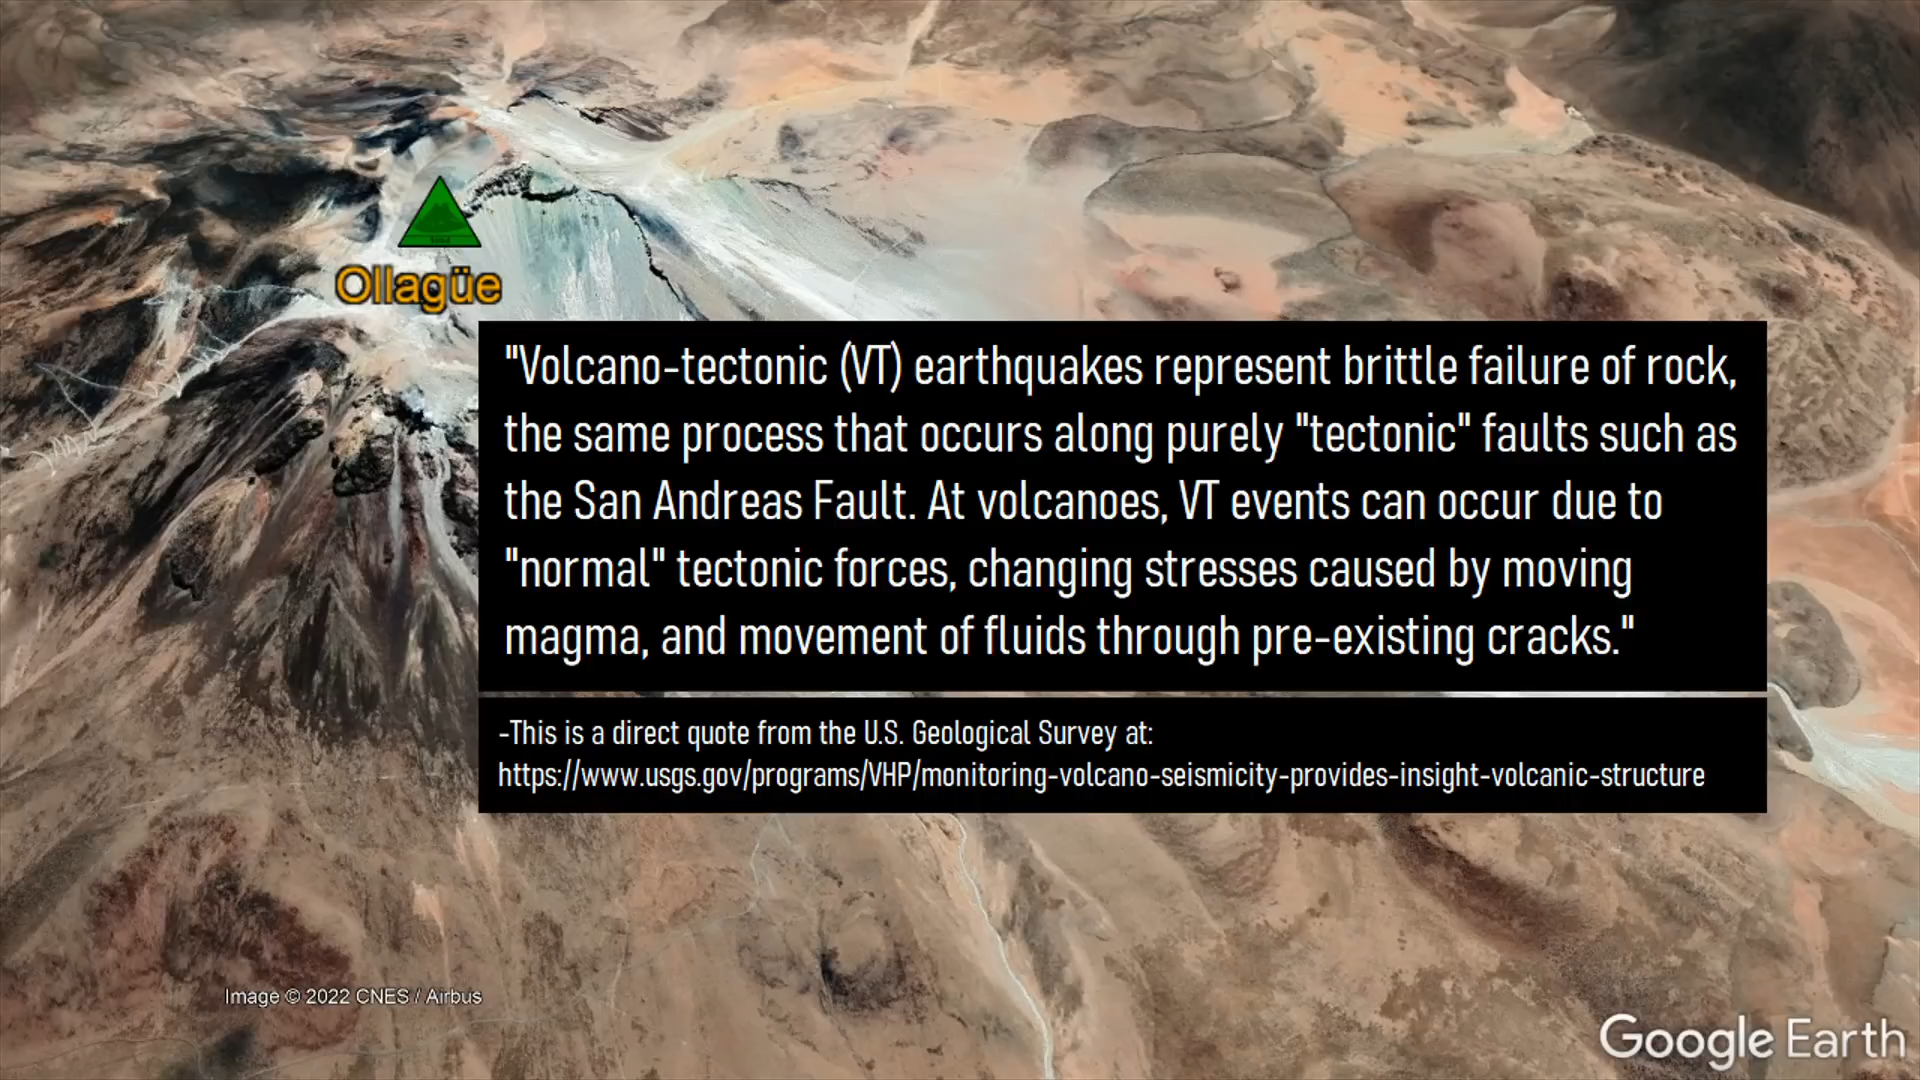 Ollagüe
"Volcano-tectonic (VT) earthquakes represent brittle failure of rock,
the same process that occurs along purely "tectonic" faults such as
the San Andreas Fault. At volcanoes, VT events can occur due to
"normal" tectonic forces, changing stresses caused by moving
magma, and movement of fluids through pre-existing cracks."
-This is a direct quote from the U.S. Geological Survey at:
https://www.usgs.gov/programs/VHP/monitoring-volcano-seismicity-provides-insight-volcanic-structure
Image © 2022 CNES / Airbus
Google Earth